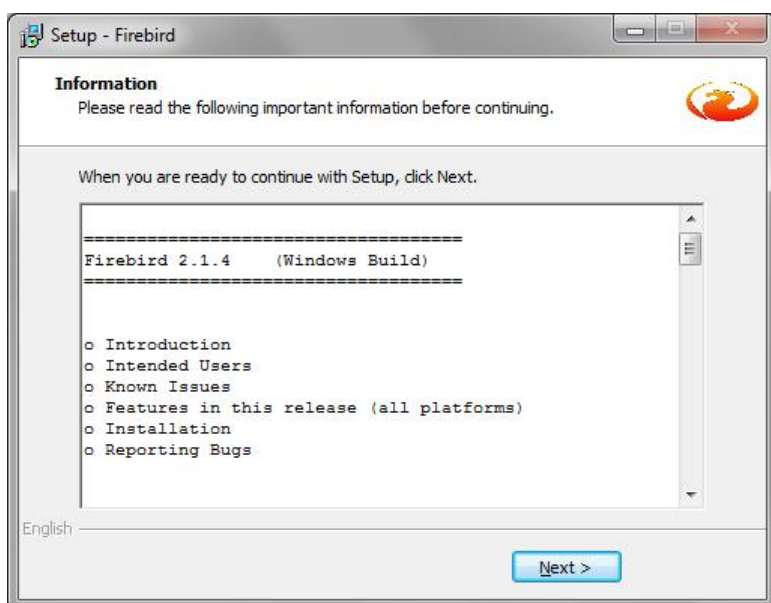 Setup - Firebird
Information
Please read the following important information before continuing.
When you are ready to continue with Setup, click Next.
=====================================
Firebird 2.1.4    (Windows Build)
=====================================
o Introduction
o Intended Users
o Known Issues
o Features in this release (all platforms)
o Installation
o Reporting Bugs
English
Next >